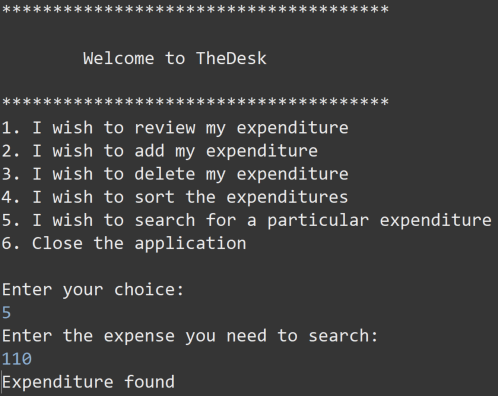 **************************************
Welcome to TheDesk
**************************************
1. I wish to review my expenditure
2. I wish to add my expenditure
3. I wish to delete my expenditure
4. I wish to sort the expenditures
5. I wish to search for a particular expenditure
6. Close the application
Enter your choice:
5
Enter the expense you need to search:
110
Expenditure found